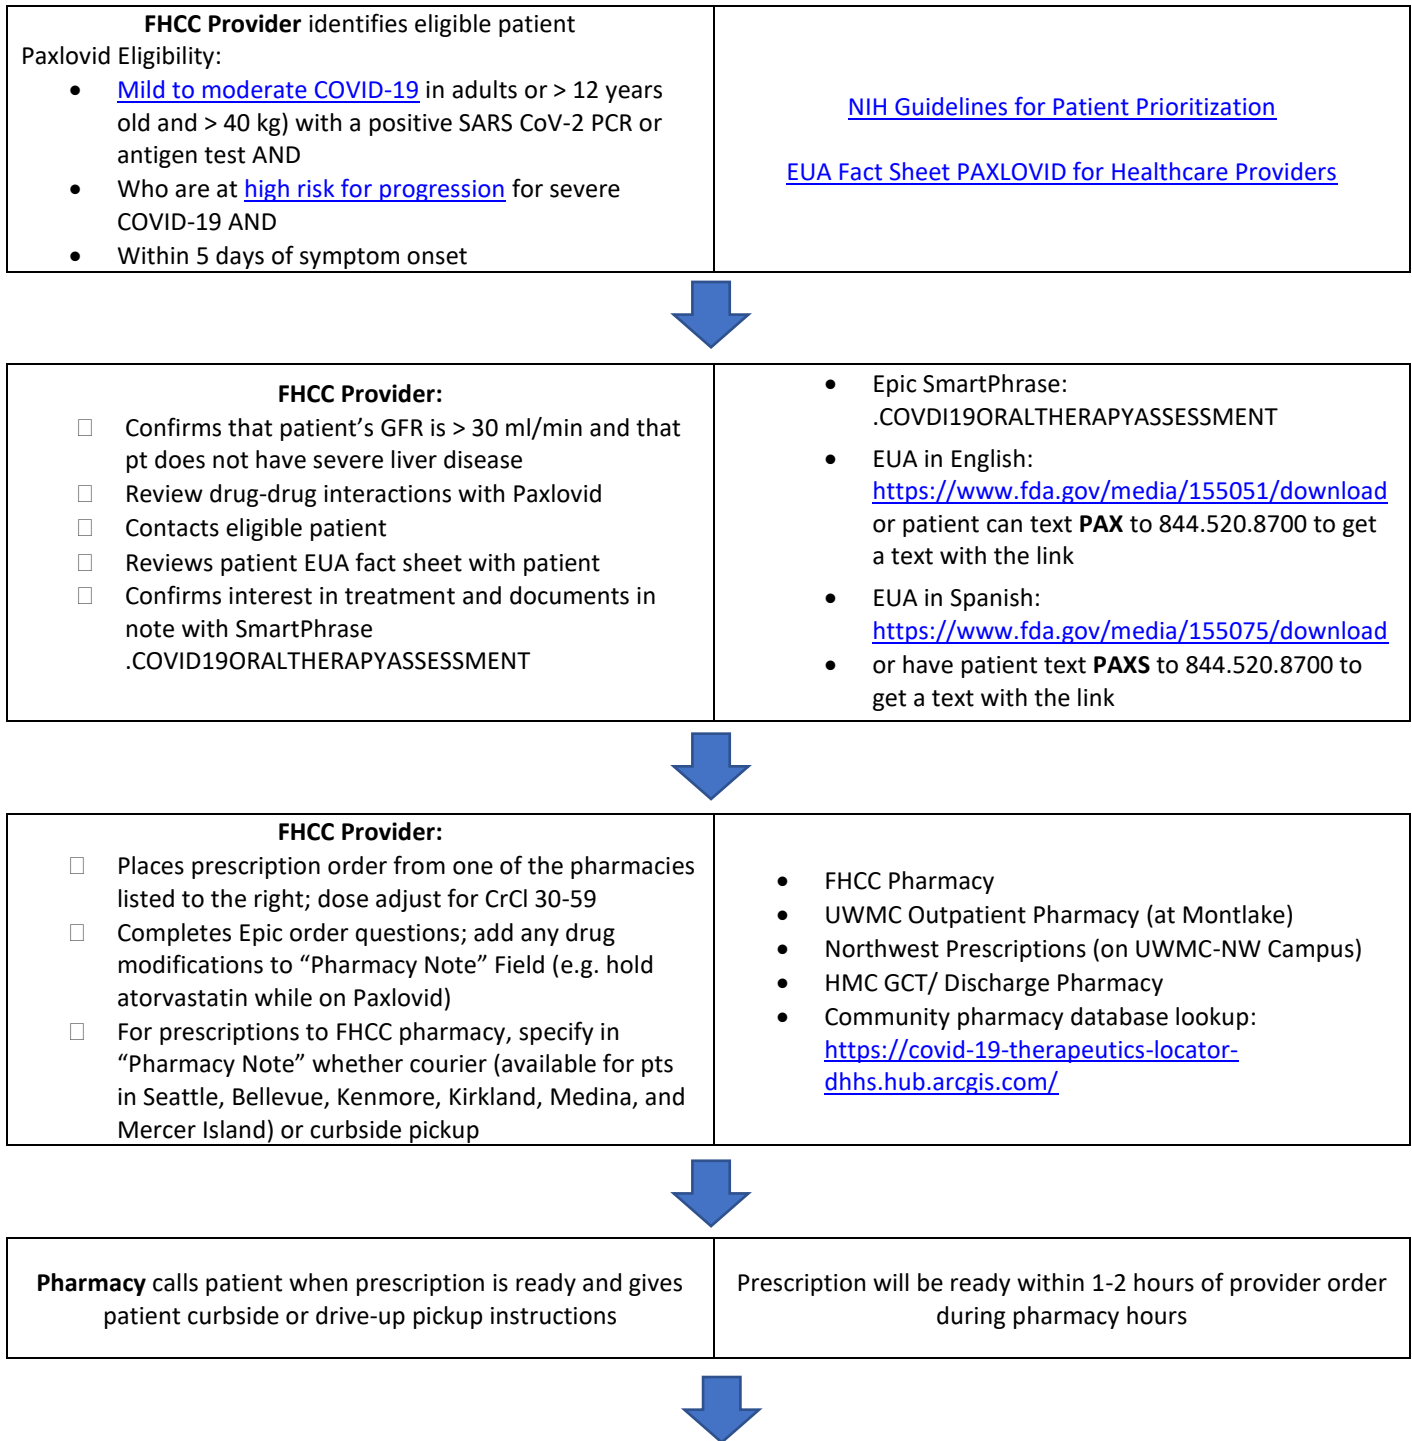 FHCC Provider identifies eligible patient
Paxlovid Eligibility:
• Mild to moderate COVID-19 in adults or > 12 years
old and > 40 kg) with a positive SARS CoV-2 PCR or
antigen test AND
• Who are at high risk for progression for severe
COVID-19 AND
• Within 5 days of symptom onset
NIH Guidelines for Patient Prioritization
EUA Fact Sheet PAXLOVID for Healthcare Providers
FHCC Provider:
☐ Confirms that patient's GFR is > 30 ml/min and that
pt does not have severe liver disease
☐ Review drug-drug interactions with Paxlovid
☐ Contacts eligible patient
☐ Reviews patient EUA fact sheet with patient
☐ Confirms interest in treatment and documents in
note with SmartPhrase
.COVID19ORALTHERAPYASSESSMENT
• Epic SmartPhrase:
.COVDI19ORALTHERAPYASSESSMENT
• EUA in English:
https://www.fda.gov/media/155051/download
or patient can text PAX to 844.520.8700 to get
a text with the link
• EUA in Spanish:
https://www.fda.gov/media/155075/download
• or have patient text PAXS to 844.520.8700 to
get a text with the link
FHCC Provider:
☐ Places prescription order from one of the pharmacies
listed to the right; dose adjust for CrCl 30-59
☐ Completes Epic order questions; add any drug
modifications to “Pharmacy Note” Field (e.g. hold
atorvastatin while on Paxlovid)
☐ For prescriptions to FHCC pharmacy, specify in
“Pharmacy Note” whether courier (available for pts
in Seattle, Bellevue, Kenmore, Kirkland, Medina, and
Mercer Island) or curbside pickup
• FHCC Pharmacy
• UWMC Outpatient Pharmacy (at Montlake)
• Northwest Prescriptions (on UWMC-NW Campus)
• HMC GCT/ Discharge Pharmacy
• Community pharmacy database lookup:
https://covid-19-therapeutics-locator-
dhhs.hub.arcgis.com/
Pharmacy calls patient when prescription is ready and gives
patient curbside or drive-up pickup instructions
Prescription will be ready within 1-2 hours of provider order
during pharmacy hours